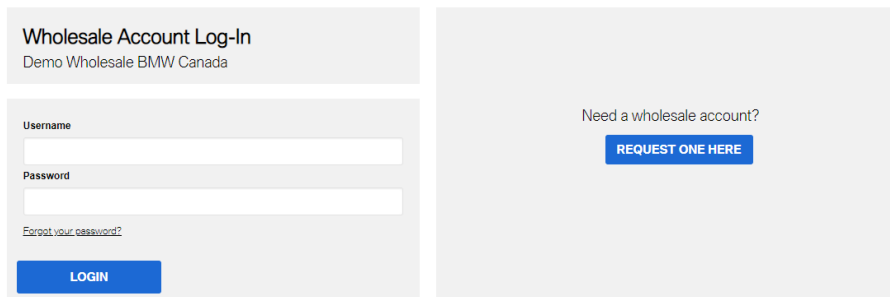 Wholesale Account Log-In
Demo Wholesale BMW Canada
Username
Password
Forgot your password?
LOGIN
Need a wholesale account?
REQUEST ONE HERE